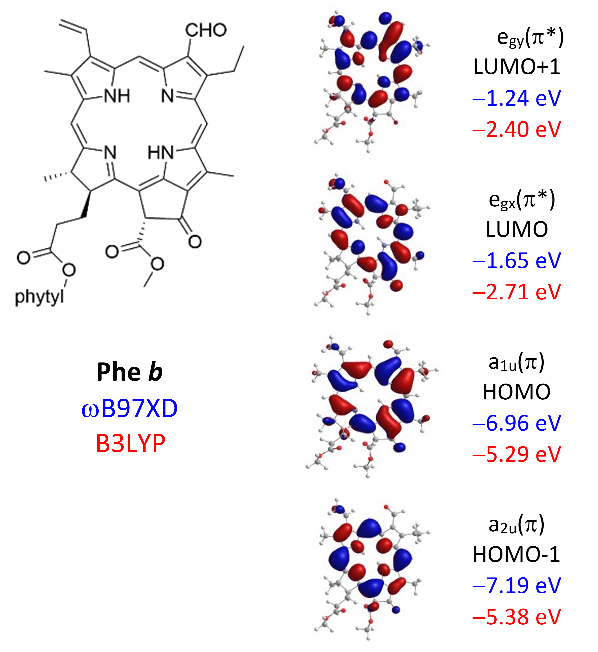 CHO
NH
N
N
HN
O
O
O
O
O
phytyl
Phe b
ωB97XD
B3LYP
egy(π*)
LUMO+1
−1.24 eV
−2.40 eV
egx(π*)
LUMO
−1.65 eV
−2.71 eV
a1u(π)
HOMO
−6.96 eV
−5.29 eV
a2u(π)
HOMO-1
−7.19 eV
−5.38 eV